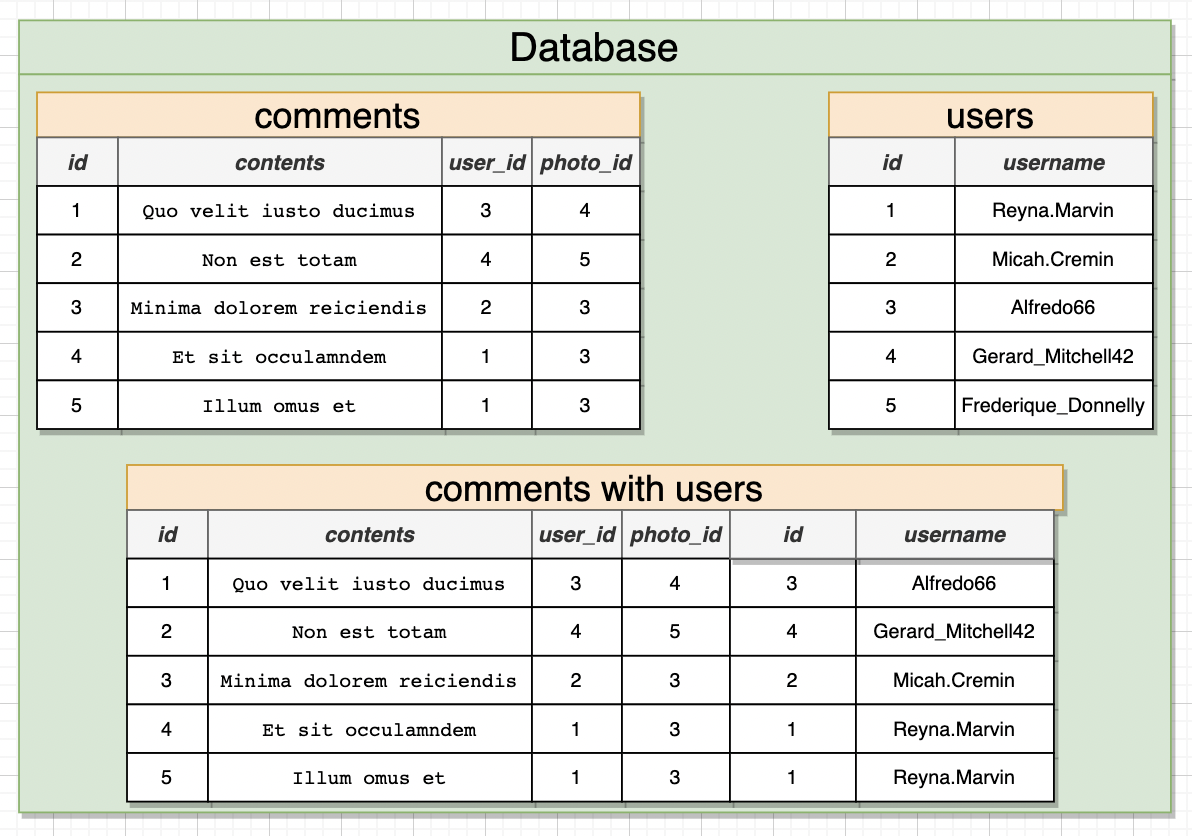 Database
comments
id contents user_id photo_id
1 Quo velit iusto ducimus 3 4
2 Non est totam 4 5
3 Minima dolorem reiciendis 2 3
4 Et sit occulamndem 1 3
5 Illum omus et 1 3
users
id username
1 Reyna.Marvin
2 Micah.Cremin
3 Alfredo66
4 Gerard_Mitchell42
5 Frederique_Donnelly
comments with users
id contents user_id photo_id id username
1 Quo velit iusto ducimus 3 4 3 Alfredo66
2 Non est totam 4 5 4 Gerard_Mitchell42
3 Minima dolorem reiciendis 2 3 2 Micah.Cremin
4 Et sit occulamndem 1 3 1 Reyna.Marvin
5 Illum omus et 1 3 1 Reyna.Marvin